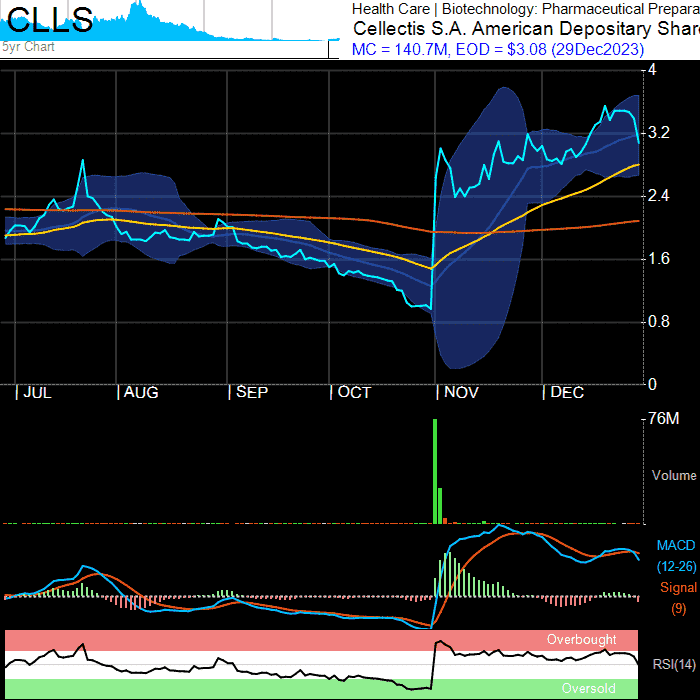 CLLS
5yr Chart
Health Care | Biotechnology: Pharmaceutical Prepara
Cellectis S.A. American Depositary Shar
MC = 140.7M, EOD = $3.08 (29Dec2023)
4
3.2
2.4
1.6
0.8
0
| JUL | AUG | SEP | OCT | NOV | DEC
76M
Volume
MACD
(12-26)
Signal
(9)
Overbought
RSI(14)
Oversold